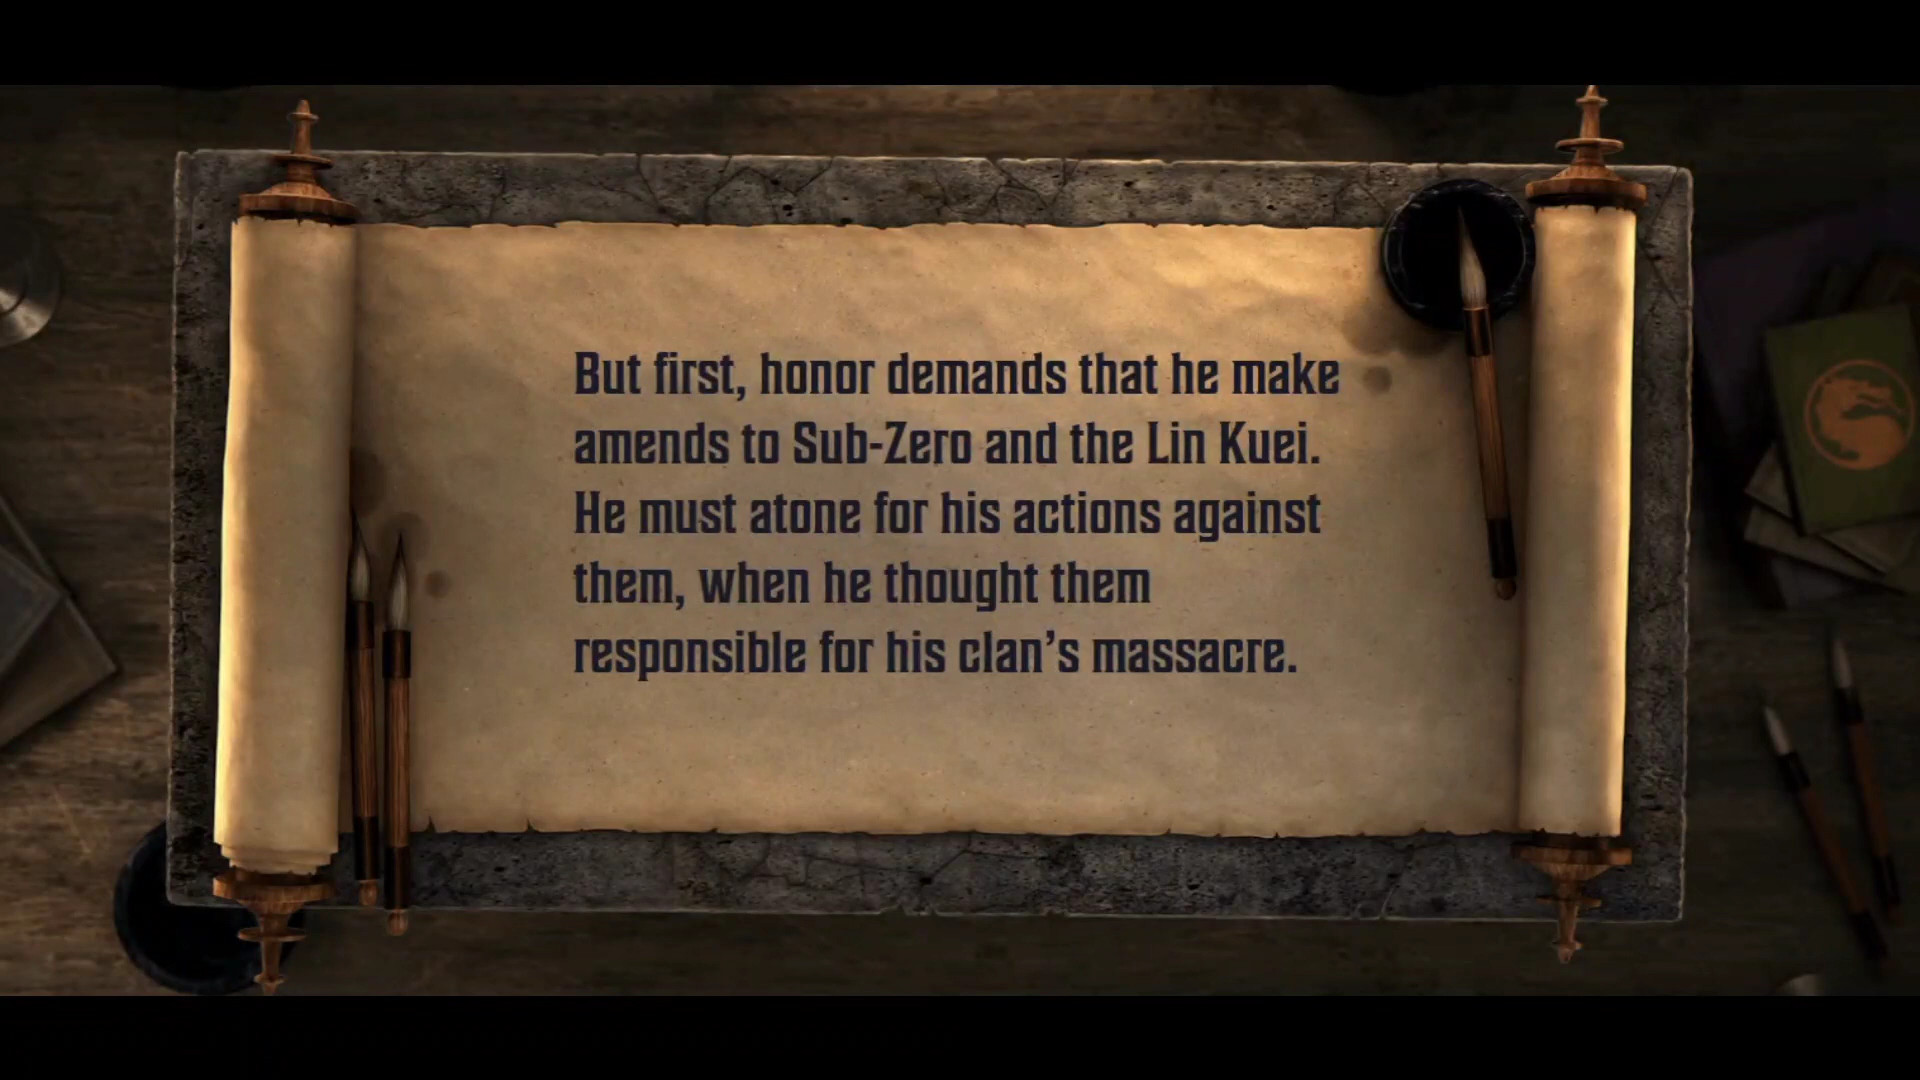 But first, honor demands that he make
amends to Sub-Zero and the Lin Kuei.
He must atone for his actions against
them, when he thought them
responsible for his clan’s massacre.